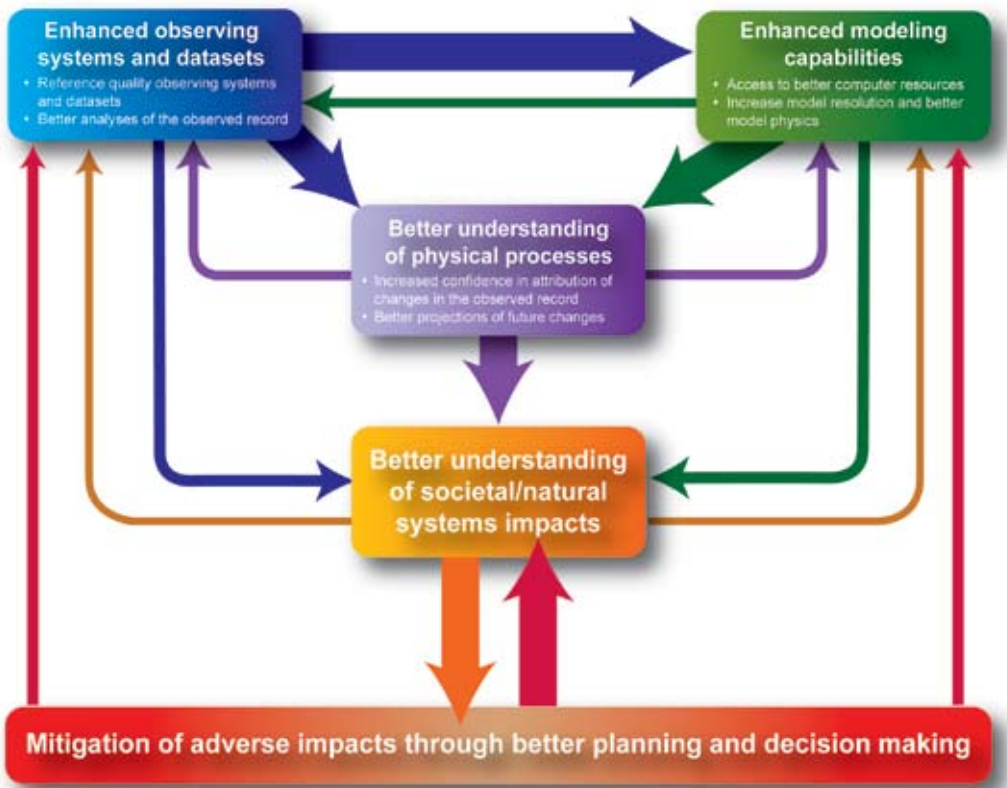 Enhanced observing
systems and datasets
• Reference quality observing systems
and datasets
• Better analyses of the observed record
Enhanced modeling
capabilities
• Access to better computer resources
• Increase model resolution and better
model physics
Better understanding
of physical processes
• Increased confidence in attribution of
changes in the observed record
• Better projections of future changes
Better understanding
of societal/natural
systems impacts
Mitigation of adverse impacts through better planning and decision making